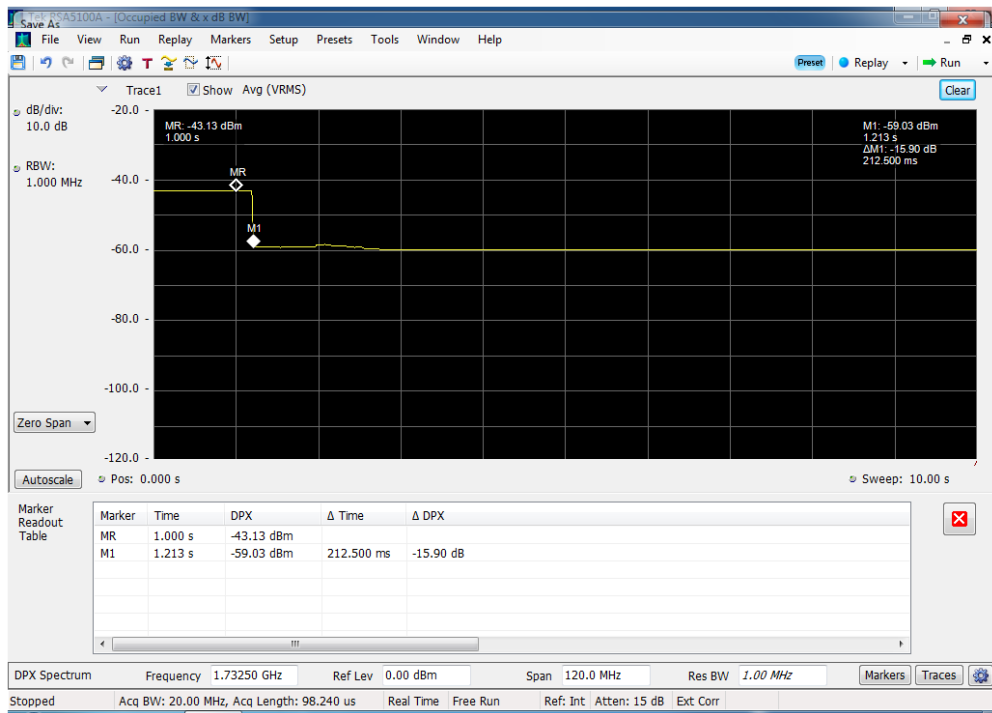 Tek RSA5100A - [Occupied BW & x dB BW]
Save As
File View Run Replay Markers Setup Presets Tools Window Help
T Preset Replay Run
Trace1 Show Avg (VRMS) Clear
dB/div:
10.0 dB
RBW:
1.000 MHz
-20.0
-40.0
-60.0
-80.0
-100.0
-120.0
MR: -43.13 dBm
1.000 s
M1: -59.03 dBm
1.213 s
ΔM1: -15.90 dB
212.500 ms
MR
M1
Zero Span
Autoscale Pos: 0.000 s Sweep: 10.00 s
Marker
Readout
Table
Marker Time DPX Δ Time Δ DPX
MR 1.000 s -43.13 dBm
M1 1.213 s -59.03 dBm 212.500 ms -15.90 dB
DPX Spectrum Frequency 1.73250 GHz Ref Lev 0.00 dBm Span 120.0 MHz Res BW 1.00 MHz Markers Traces
Stopped Acq BW: 20.00 MHz, Acq Length: 98.240 us Real Time Free Run Ref: Int Atten: 15 dB Ext Corr